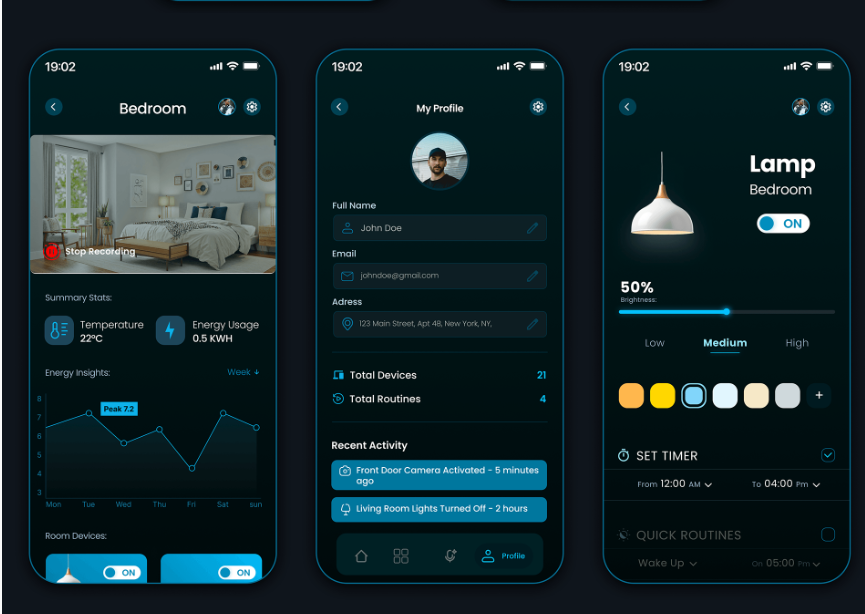 19:02
Bedroom
Stop Recording
Summary Stats:
Temperature
22ºC
Energy Usage
0.5 KWH
Energy Insights:
Week ↓
8
7
6
5
4
3
Peak 7.2
Mon Tue Wed Thu Fri Sat sun
Room Devices:
ON
ON
19:02
My Profile
Full Name
John Doe
Email
johndoe@gmail.com
Adress
123 Main Street, Apt 4B, New York, NY,
Total Devices 21
Total Routines 4
Recent Activity
Front Door Camera Activated - 5 minutes
ago
Living Room Lights Turned Off - 2 hours
Profile
19:02
Lamp
Bedroom
ON
50%
Brightness:
Low Medium High
+
SET TIMER
From 12:00 AM To 04:00 Pm
QUICK ROUTINES
Wake Up On 05:00 Pm